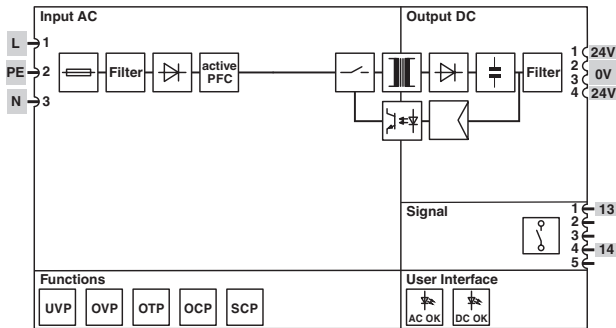 Input AC
Output DC
L 1
PE 2
N 3
Filter
active
PFC
Filter
1 24V
2
0V
3
4 24V
Signal
1 13
2
3
4 14
5
Functions
UVP
OVP
OTP
OCP
SCP
User Interface
AC OK
DC OK